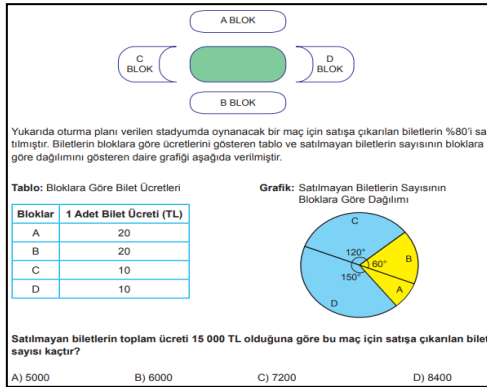 A BLOK
C
BLOK
D
BLOK
B BLOK
Yukarıda oturma planı verilen stadyumda oynanacak bir maç için satışa çıkarılan biletlerin %80'i sa
tılmıştır. Biletlerin bloklara göre ücretlerini gösteren tablo ve satılmayan biletlerin sayısının bloklara
göre dağılımını gösteren daire grafiği aşağıda verilmiştir.
Tablo: Bloklara Göre Bilet Ücretleri
Bloklar 1 Adet Bilet Ücreti (TL)
A 20
B 20
C 10
D 10
Grafik: Satılmayan Biletlerin Sayısının
Bloklara Göre Dağılımı
C
120°
60°
B
150°
A
D
Satılmayan biletlerin toplam ücreti 15 000 TL olduğuna göre bu maç için satışa çıkarılan bilet
sayısı kaçtır?
A) 5000 B) 6000 C) 7200 D) 8400